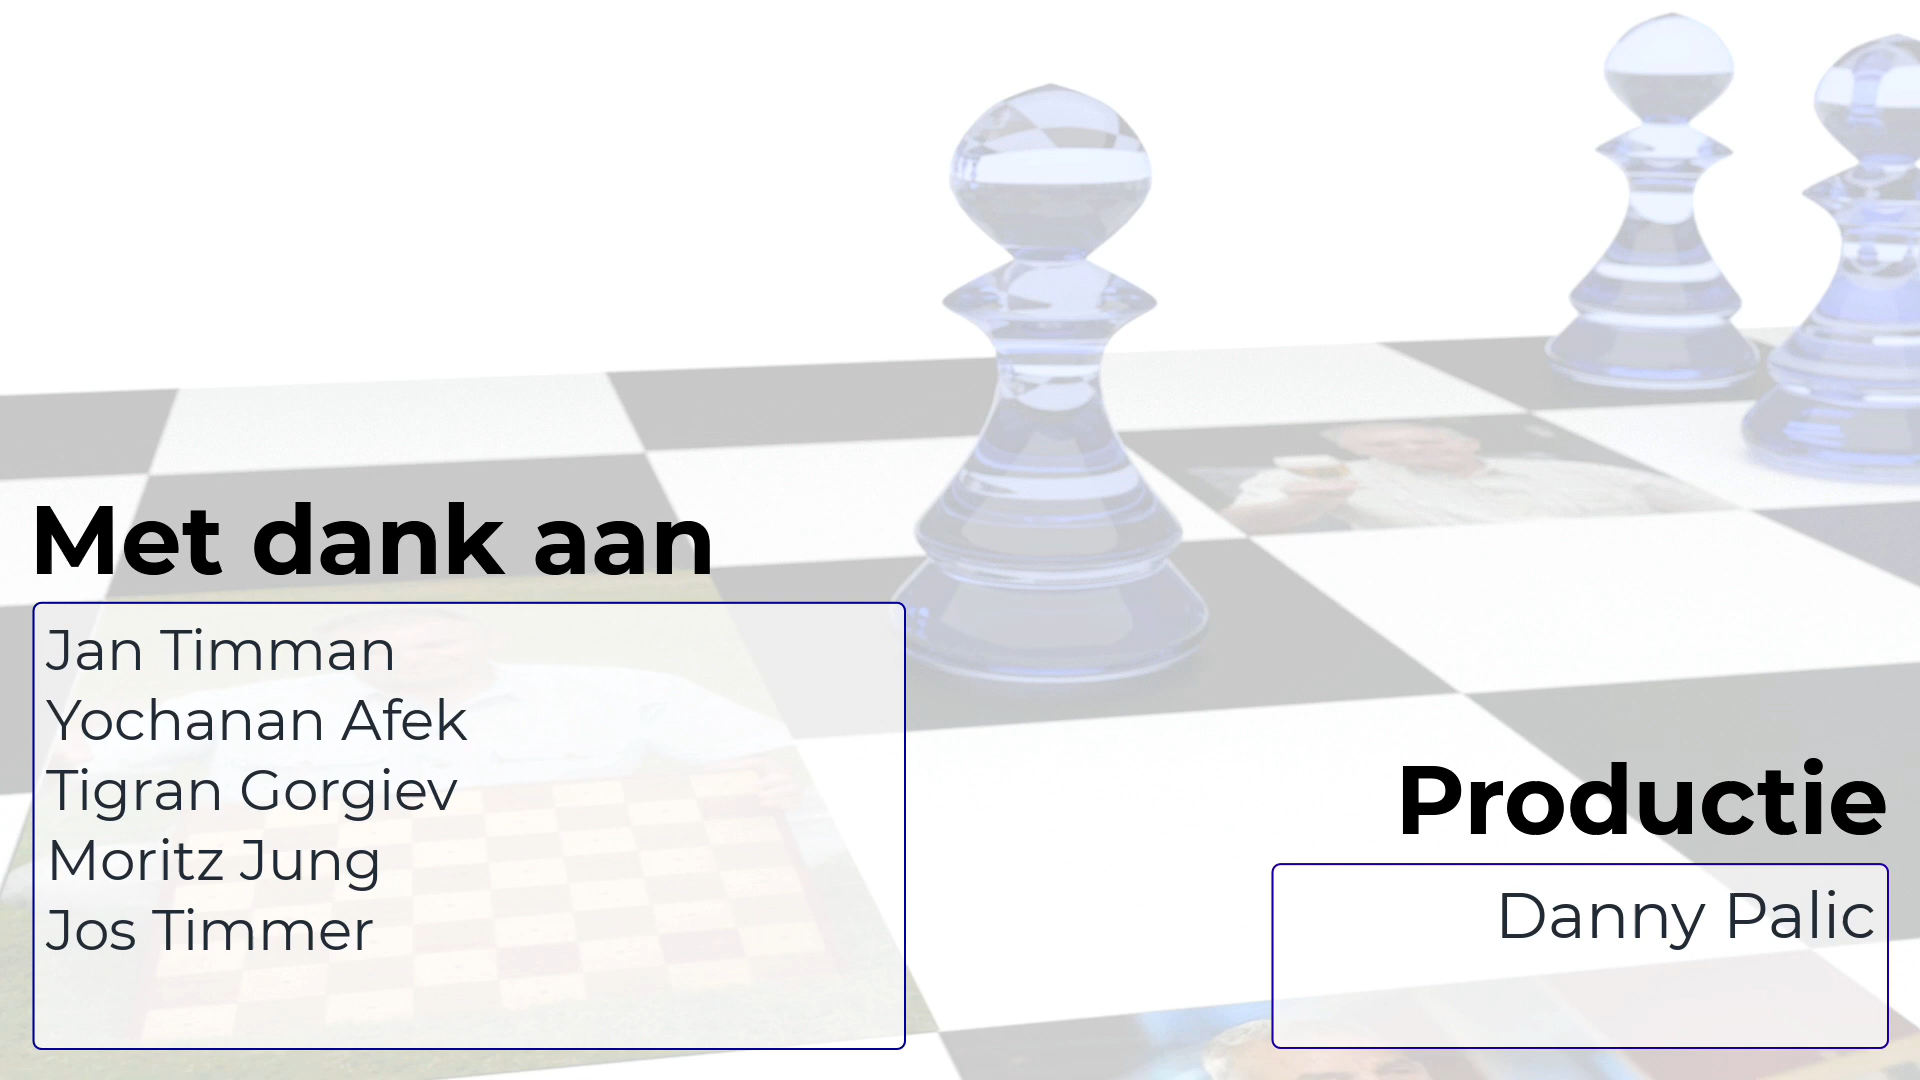 Met dank aan
Jan Timman
Yochanan Afek
Tigran Gorgiev
Moritz Jung
Jos Timmer
Productie
Danny Palic